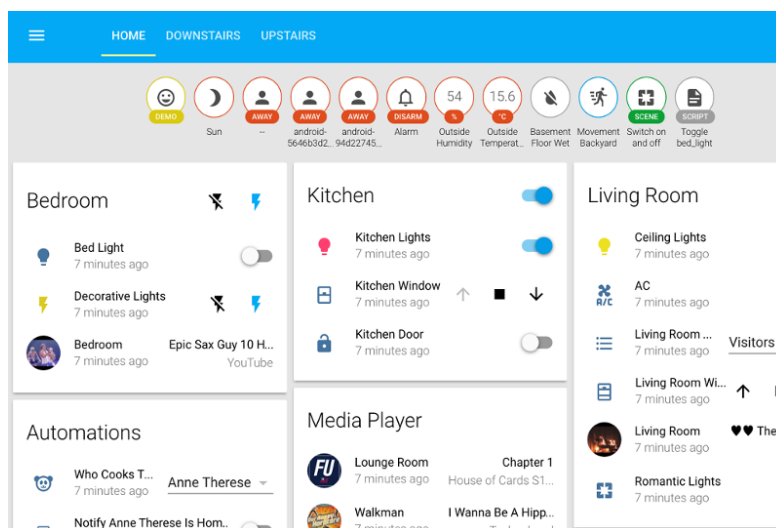 HOME DOWNSTAIRS UPSTAIRS
54 15.6
DEMO AWAY AWAY AWAY DISARM % °C SCENE SCRIPT
Sun -- android- android- Alarm Outside Outside Basement Movement Switch on Toggle
5646b3d2... 94d22745... Humidity Temperat... Floor Wet Backyard and off bed_light
Bedroom
Bed Light
7 minutes ago
Decorative Lights
7 minutes ago
Bedroom Epic Sax Guy 10 H...
7 minutes ago YouTube
Automations
Who Cooks T... Anne Therese
7 minutes ago
Notify Anne Therese Is Hom..
Kitchen
Kitchen Lights
7 minutes ago
Kitchen Window
7 minutes ago
Kitchen Door
7 minutes ago
Media Player
FU
Lounge Room Chapter 1
7 minutes ago House of Cards S1...
Walkman I Wanna Be A Hipp...
7 minutes ago
Living Room
Ceiling Lights
7 minutes ago
A/C
AC
7 minutes ago
Living Room ... Visitors
7 minutes ago
Living Room Wi...
7 minutes ago
Living Room ♥♥ The
7 minutes ago
Romantic Lights
7 minutes ago